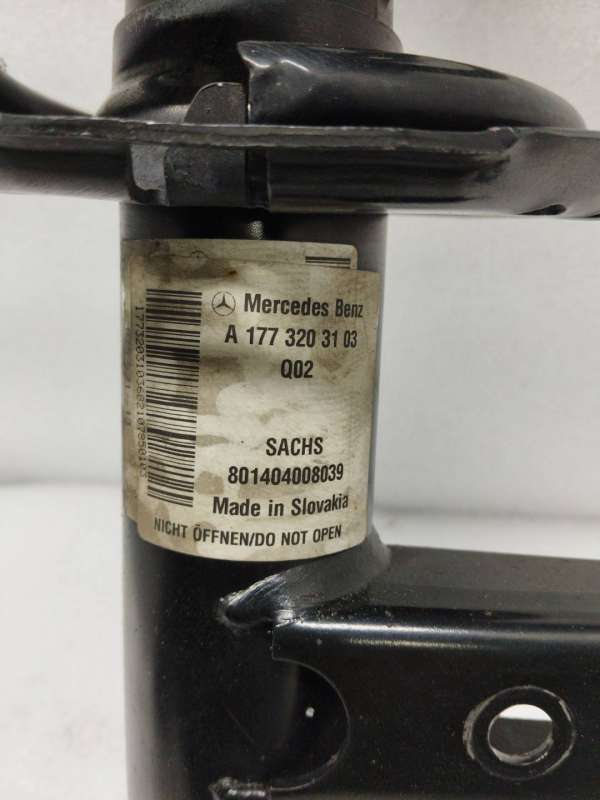 Mercedes Benz
A 177 320 31 03
Q02
SACHS
801404008039
Made in Slovakia
NICHT ÖFFNEN/DO NOT OPEN